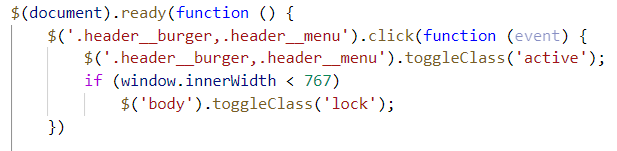 $(document).ready(function () {
$('.header__burger,.header__menu').click(function (event) {
$('.header__burger,.header__menu').toggleClass('active');
if (window.innerWidth < 767)
$('body').toggleClass('lock');
})